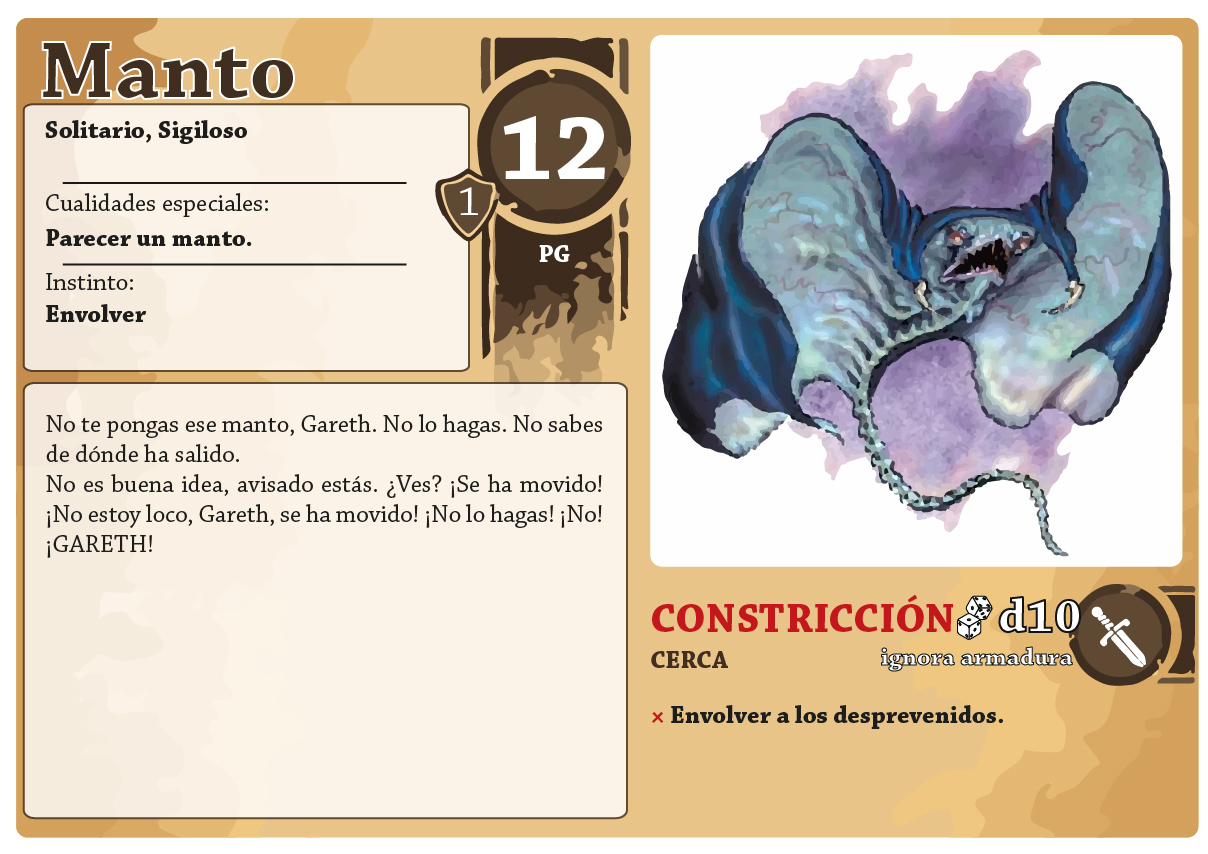 Manto
Solitario, Sigiloso
Cualidades especiales:
Parecer un manto.
Instinto:
Envolver
12
1
PG
No te pongas ese manto, Gareth. No lo hagas. No sabes
de dónde ha salido.
No es buena idea, avisado estás. ¿Ves? ¡Se ha movido!
¡No estoy loco, Gareth, se ha movido! ¡No lo hagas! ¡No!
¡GARETH!
CONSTRICCIÓN d10
CERCA ignora armadura
× Envolver a los desprevenidos.